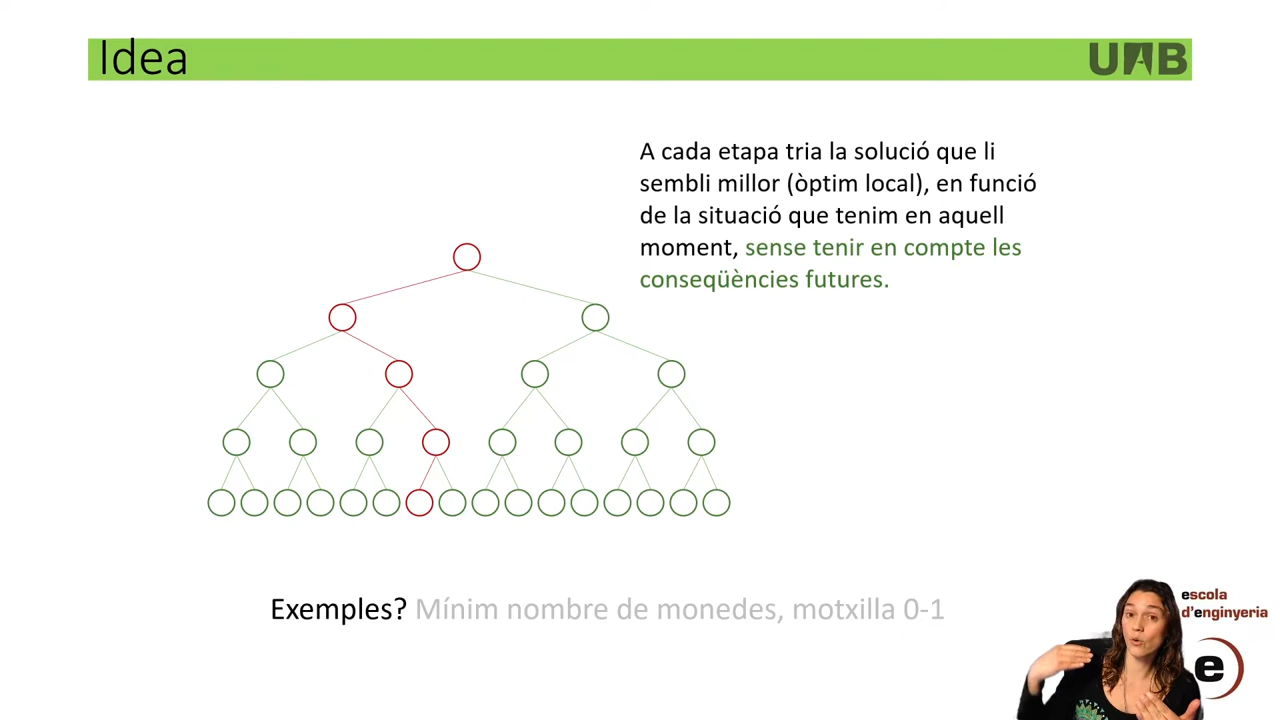 Idea
UAB
A cada etapa tria la solució que li
sembli millor (òptim local), en funció
de la situació que tenim en aquell
moment, sense tenir en compte les
conseqüències futures.
Exemples? Mínim nombre de monedes, motxilla 0-1
escola
d'enginyeria
e